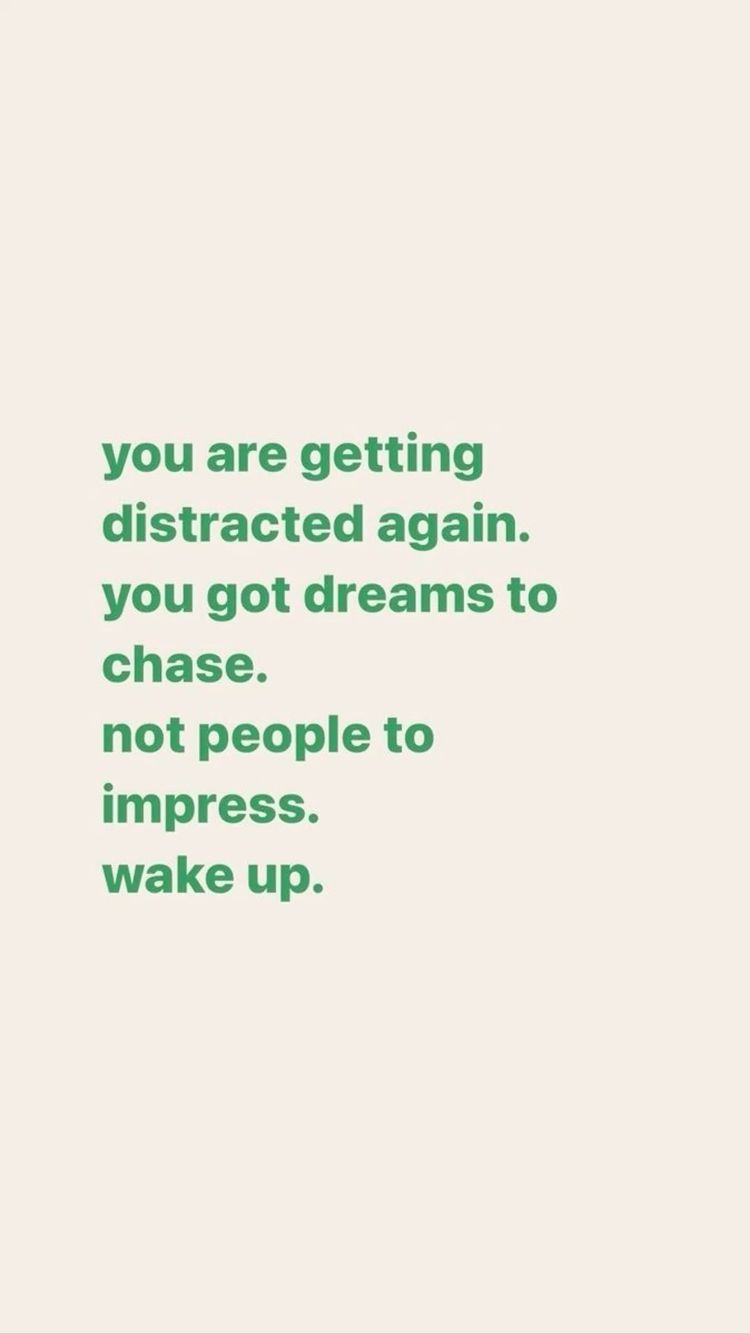 you are getting
distracted again.
you got dreams to
chase.
not people to
impress.
wake up.